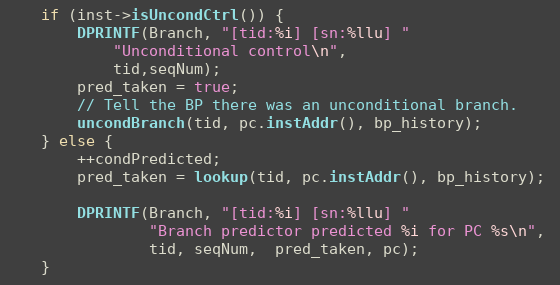 if (inst->isUncondCtrl()) {
DPRINTF(Branch, "[tid:%i] [sn:%llu] "
"Unconditional control\n",
tid,seqNum);
pred_taken = true;
// Tell the BP there was an unconditional branch.
uncondBranch(tid, pc.instAddr(), bp_history);
} else {
++condPredicted;
pred_taken = lookup(tid, pc.instAddr(), bp_history);
DPRINTF(Branch, "[tid:%i] [sn:%llu] "
"Branch predictor predicted %i for PC %s\n",
tid, seqNum,  pred_taken, pc);
}